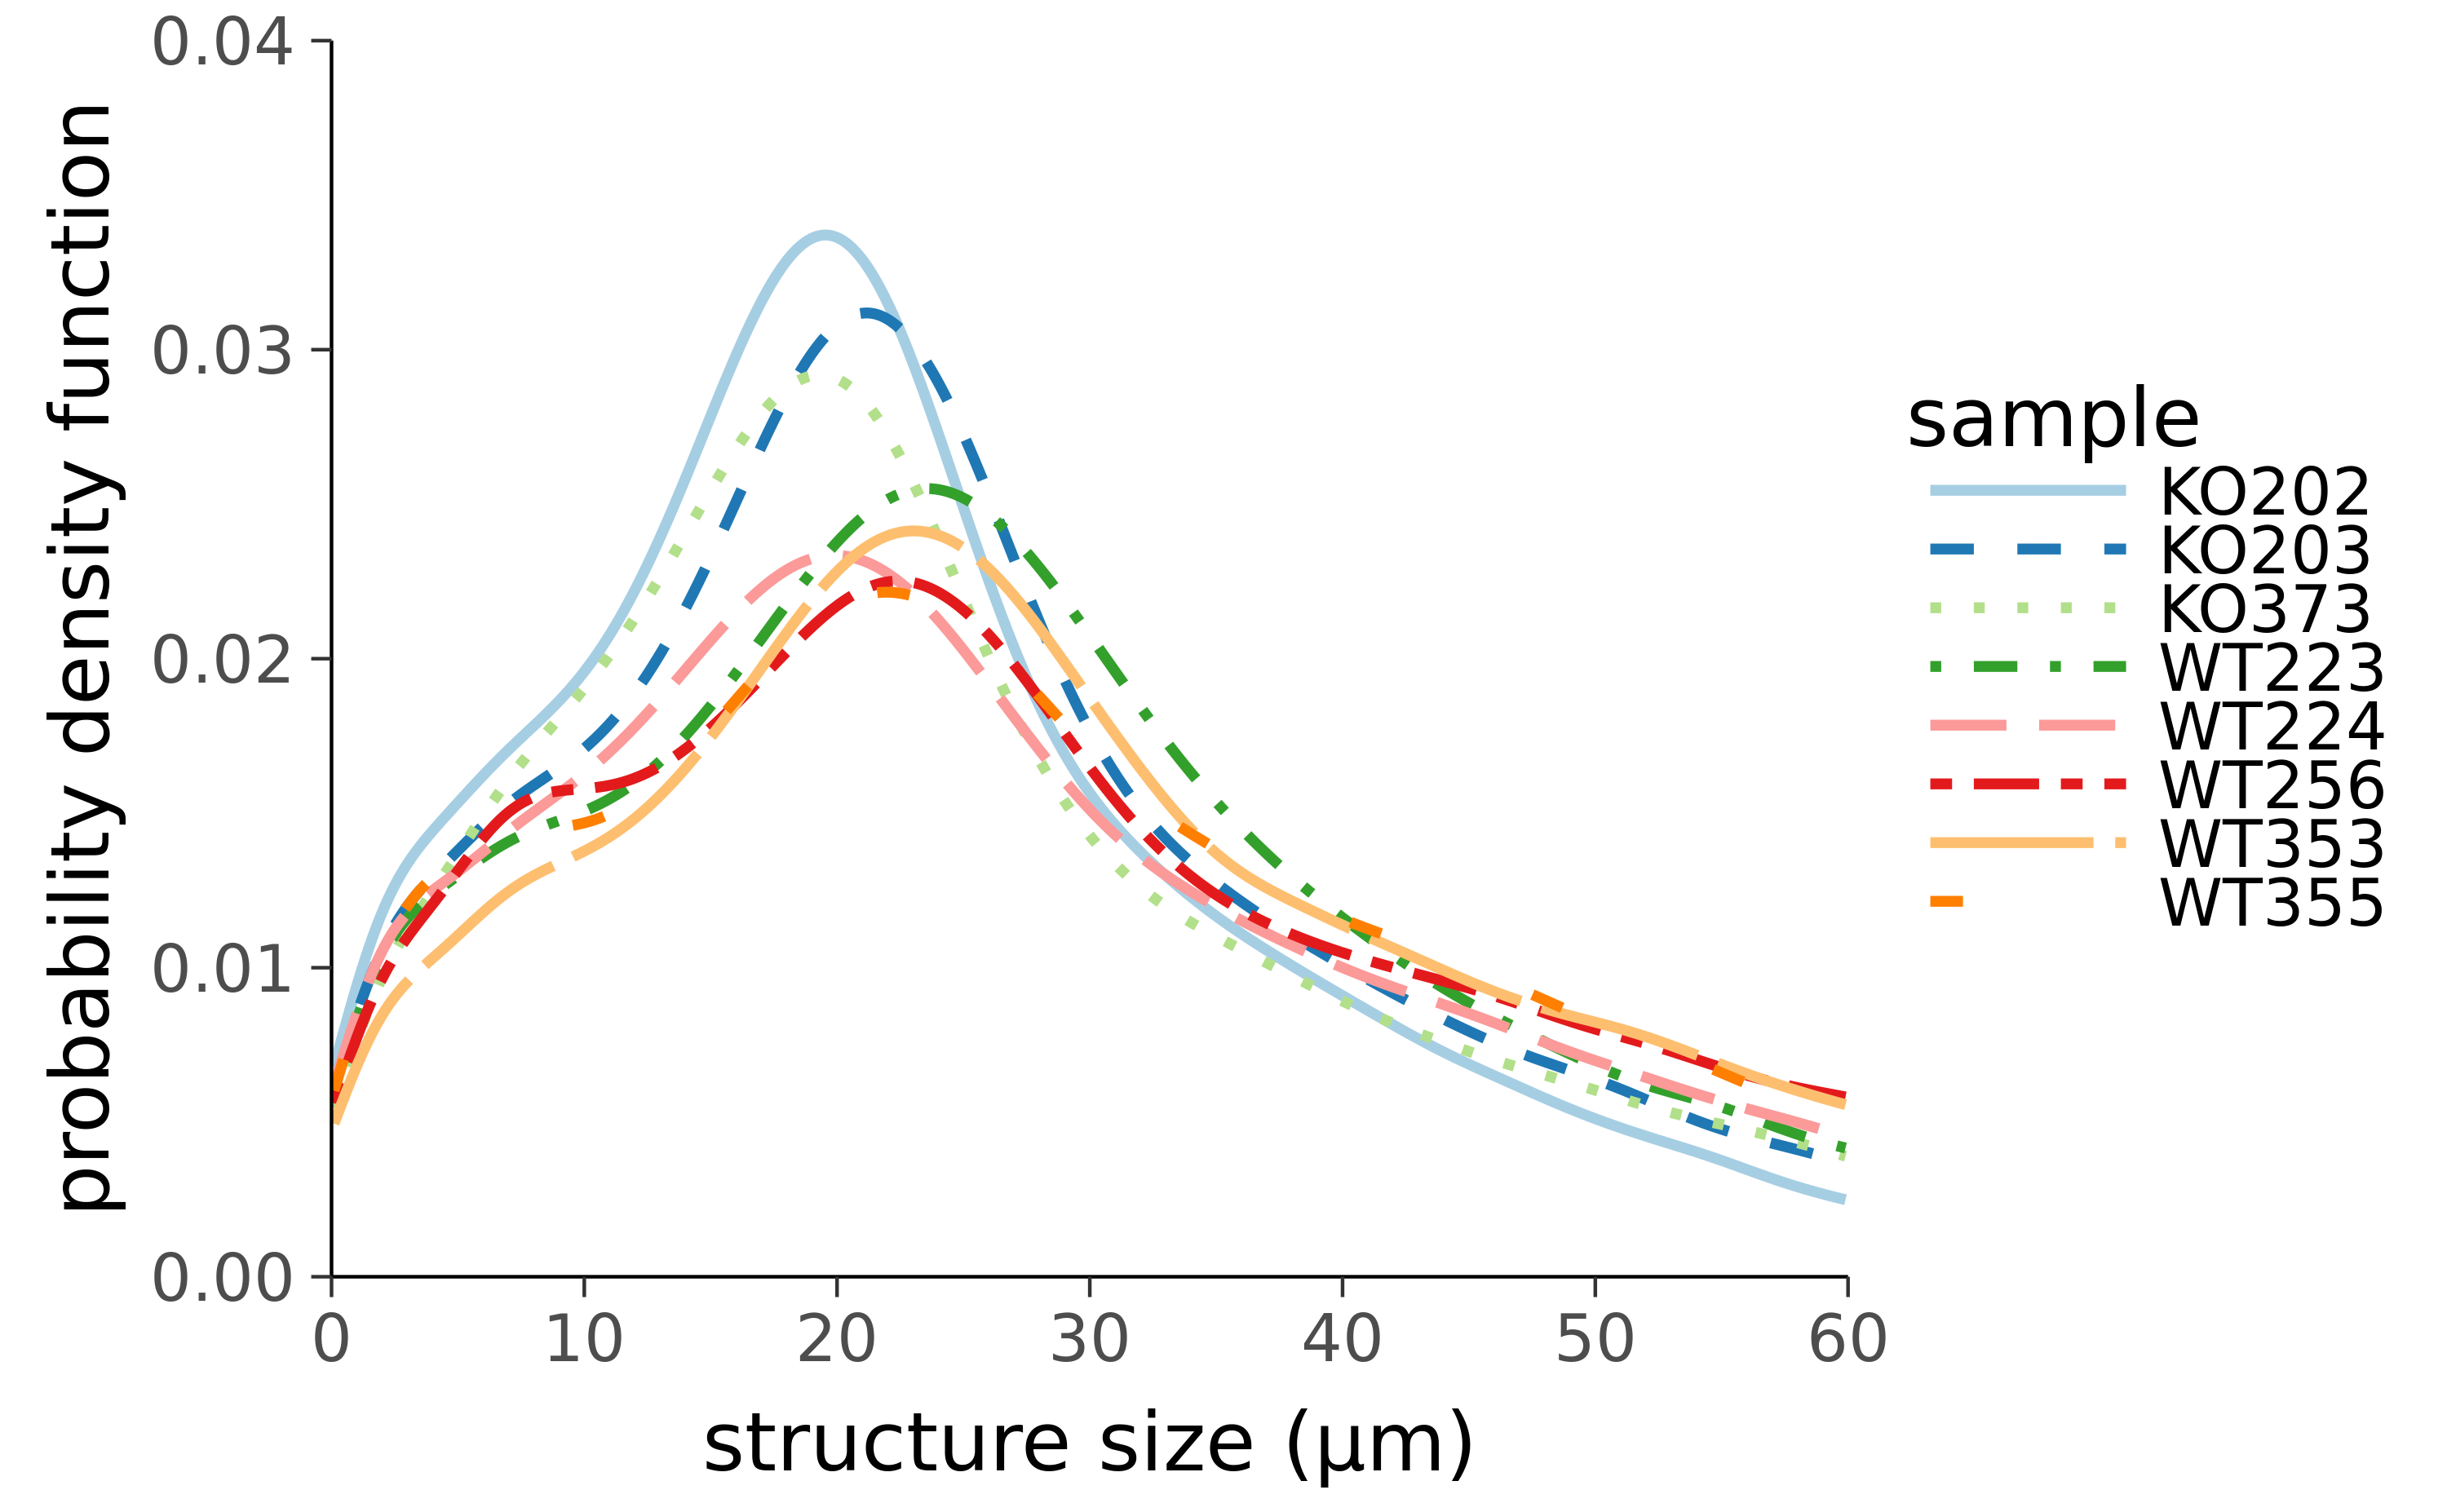 probability density function
0.04
0.03
0.02
0.01
0.00
0 10 20 30 40 50 60
structure size (μm)
sample
KO202
KO203
KO373
WT223
WT224
WT256
WT353
WT355